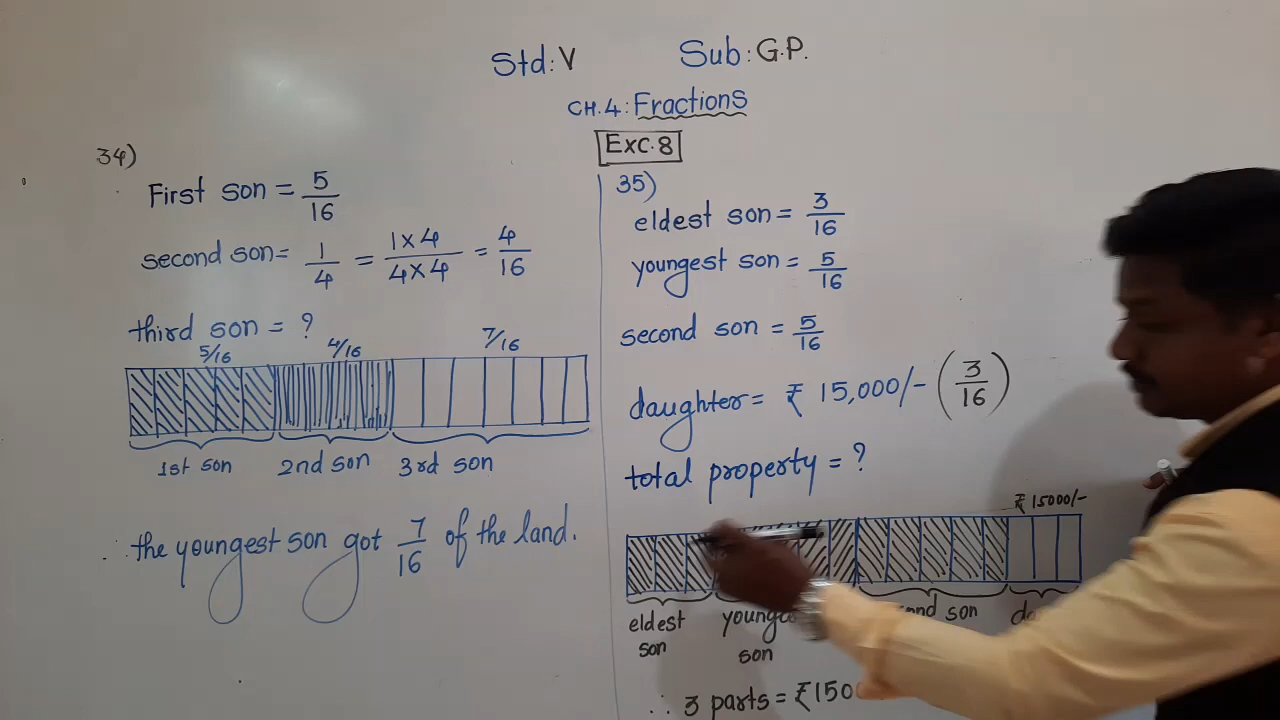 Std: V Sub: G.P.
CH.4: Fractions
Exc.8
34)
First son = 5/16
second son = 1/4 = 1×4/4×4 = 4/16
third son = ?
5/16 4/16 7/16
1st son 2nd son 3rd son
the youngest son got 7/16 of the land.
35)
eldest son = 3/16
youngest son = 5/16
second son = 5/16
daughter = ₹ 15,000/- (3/16)
total property = ?
₹ 15000/-
eldest son son
son son
∴ 3 parts = ₹150